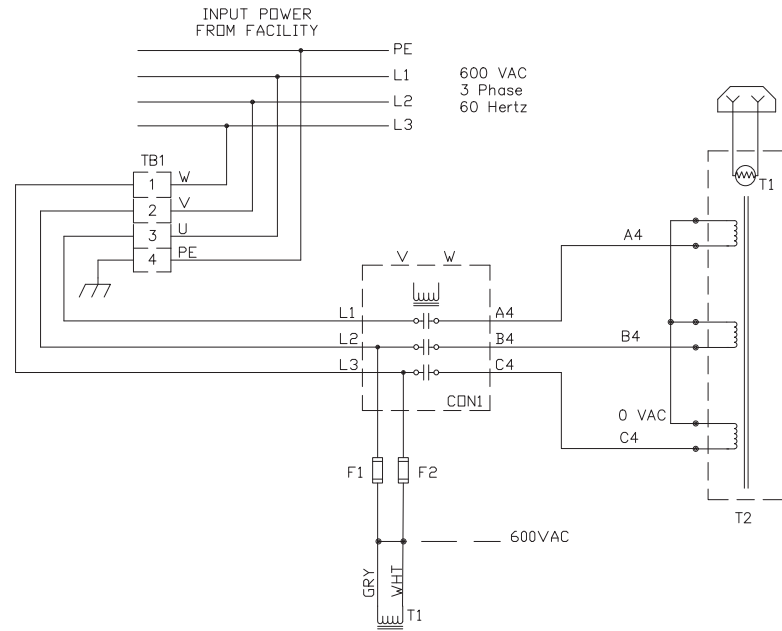 INPUT POWER
FROM FACILITY
PE
L1
L2
L3
600 VAC
3 Phase
60 Hertz
TB1
1 W
2 V
3 U
4 PE
T1
A4
V W
L1 A4
L2 B4 B4
L3 C4
CON1
0 VAC
C4
F1 F2
T2
600VAC
GRY
WHT
T1